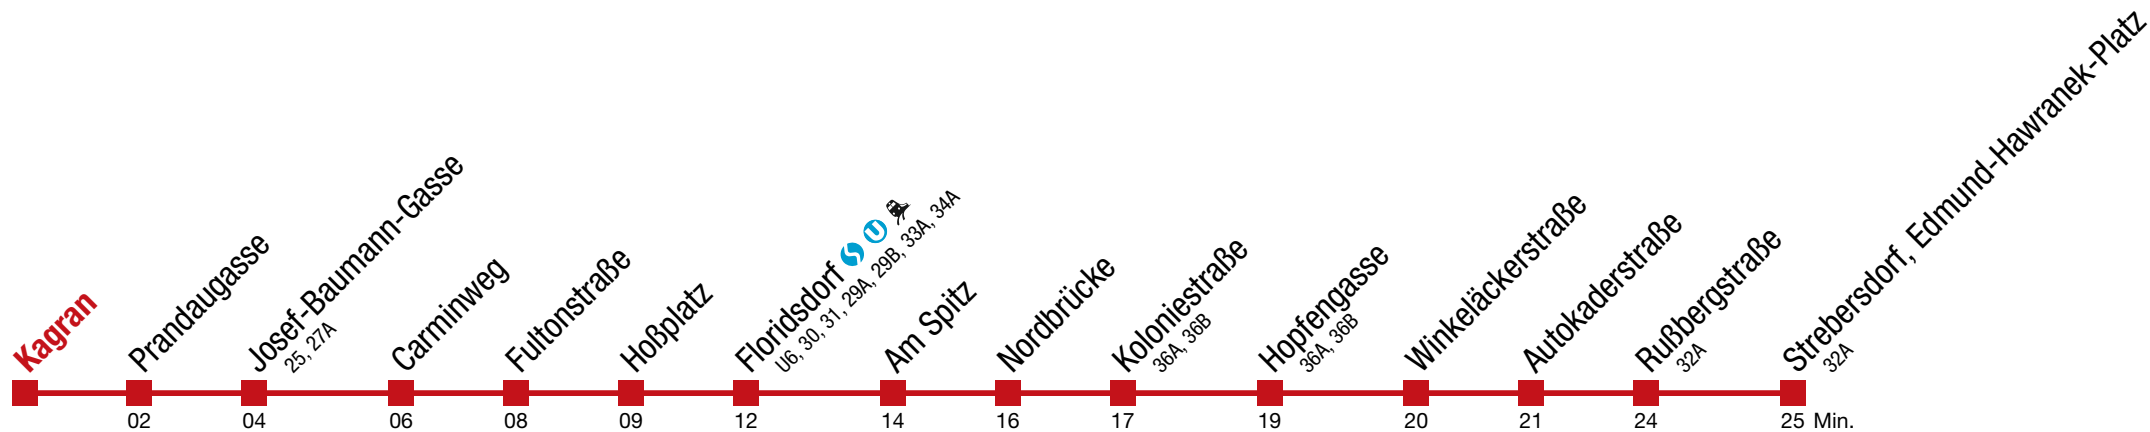 Kagran
Prandaugasse
Josef-Baumann-Gasse
25, 27A
Carminweg
Fultonstraße
Hoßplatz
Floridsdorf
U6, 30, 31, 29A, 29B, 33A, 34A
Am Spitz
Nordbrücke
Koloniestraße
36A, 36B
Hopfengasse
36A, 36B
Winkeläckerstraße
Autokaderstraße
Rußbergstraße
32A
Strebersdorf, Edmund-Hawranek-Platz
32A
02 04 06 08 09 12 14 16 17 19 20 21 24 25 Min.